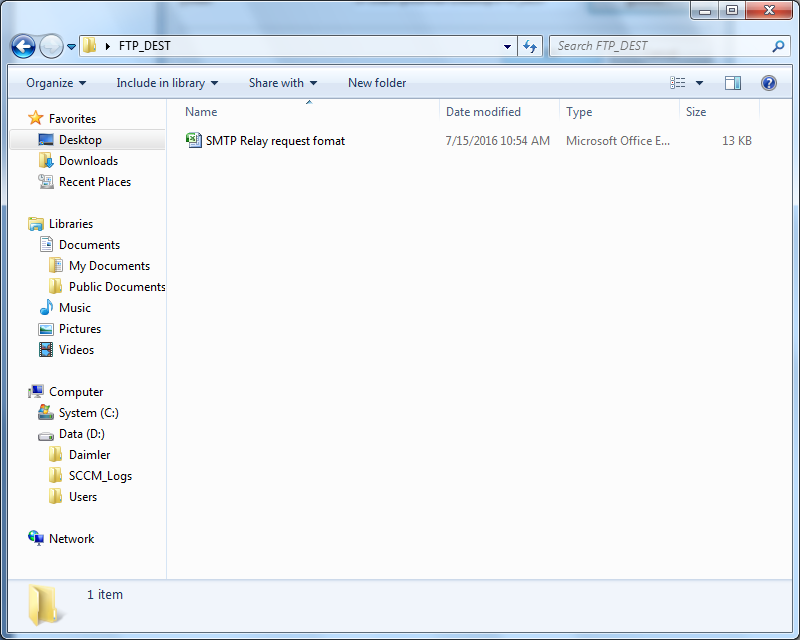 FTP_DEST
Search FTP_DEST
Organize Include in library Share with New folder
Name Date modified Type Size
SMTP Relay request fomat 7/15/2016 10:54 AM Microsoft Office E... 13 KB
Favorites
Desktop
Downloads
Recent Places
Libraries
Documents
My Documents
Public Documents
Music
Pictures
Videos
Computer
System (C:)
Data (D:)
Daimler
SCCM_Logs
Users
Network
1 item